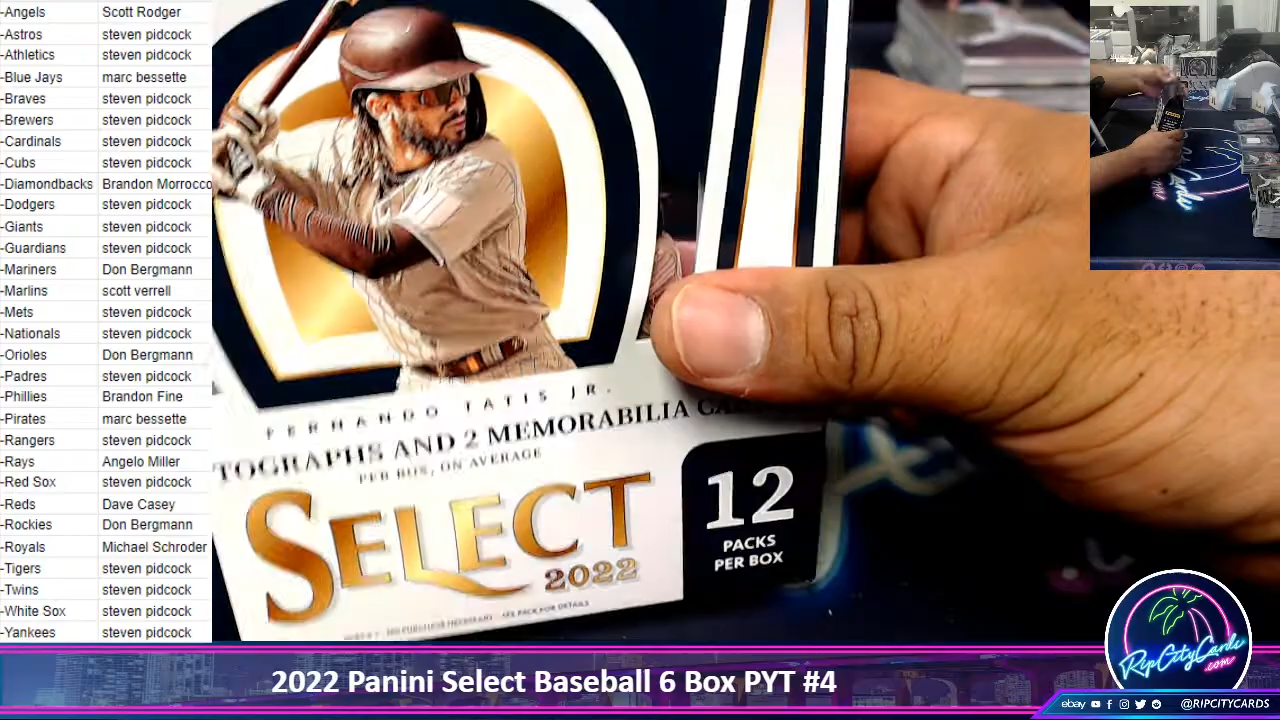 -Angels Scott Rodger
-Astros steven pidcock
-Athletics steven pidcock
-Blue Jays marc bessette
-Braves steven pidcock
-Brewers steven pidcock
-Cardinals steven pidcock
-Cubs steven pidcock
-Diamondbacks Brandon Morrocco
-Dodgers steven pidcock
-Giants steven pidcock
-Guardians steven pidcock
-Mariners Don Bergmann
-Marlins scott verrell
-Mets steven pidcock
-Nationals steven pidcock
-Orioles Don Bergmann
-Padres steven pidcock
-Phillies Brandon Fine
-Pirates marc bessette
-Rangers steven pidcock
-Rays Angelo Miller
-Red Sox steven pidcock
-Reds Dave Casey
-Rockies Don Bergmann
-Royals Michael Schroder
-Tigers steven pidcock
-Twins steven pidcock
-White Sox steven pidcock
-Yankees steven pidcock
FERNANDO TATIS JR.
TOGRAPHS AND 2 MEMORABILIA
PER BOX, ON AVERAGE
SELECT
2022
12
PACKS
PER BOX
2022 Panini Select Baseball 6 Box PYT #4
RipCityCards
.com
ebay @RIPCITYCARDS